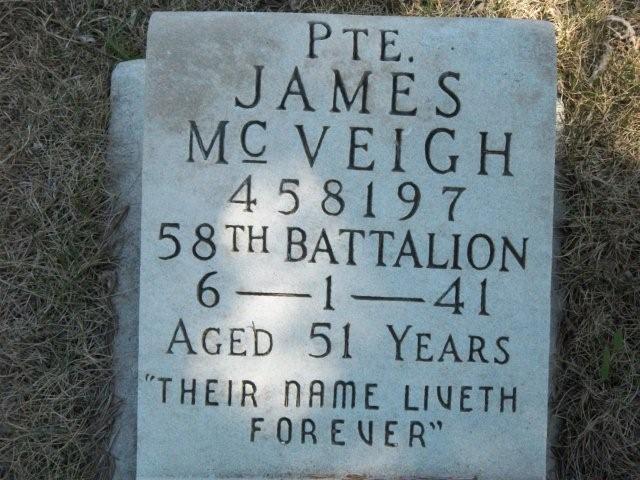 PTE.
JAMES
MC VEIGH
458197
58TH BATTALION
6—1—41
AGED 51 YEARS
"THEIR NAME LIVETH
FOREVER"